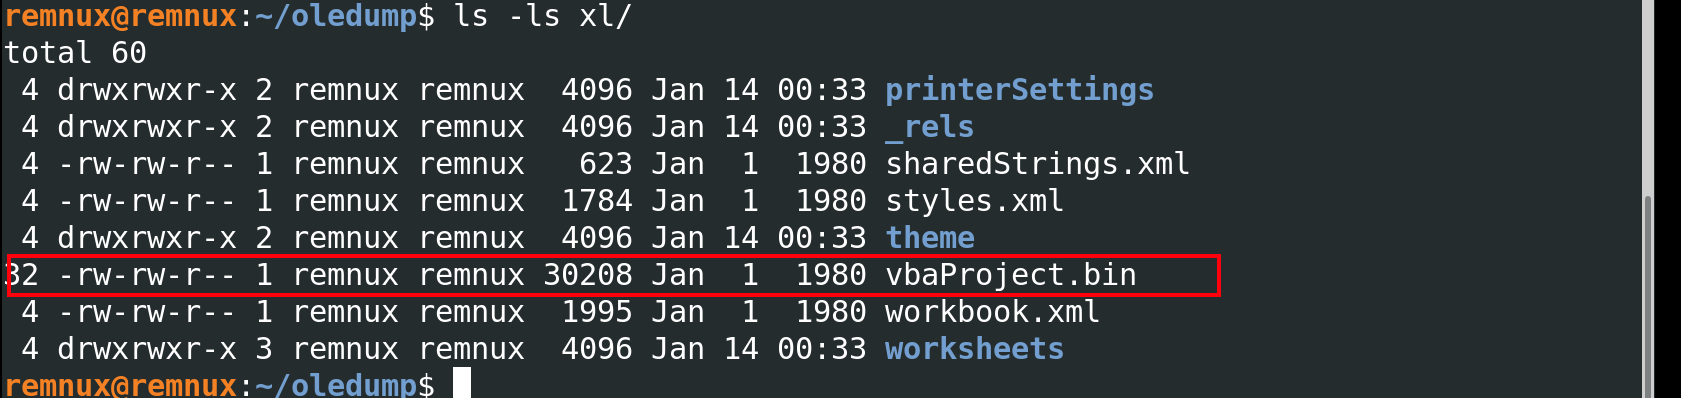 remnux@remnux:~/oledump$ ls -ls xl/
total 60
 4 drwxrwxr-x 2 remnux remnux  4096 Jan 14 00:33 printerSettings
 4 drwxrwxr-x 2 remnux remnux  4096 Jan 14 00:33 _rels
 4 -rw-rw-r-- 1 remnux remnux   623 Jan  1  1980 sharedStrings.xml
 4 -rw-rw-r-- 1 remnux remnux  1784 Jan  1  1980 styles.xml
 4 drwxrwxr-x 2 remnux remnux  4096 Jan 14 00:33 theme
32 -rw-rw-r-- 1 remnux remnux 30208 Jan  1  1980 vbaProject.bin
 4 -rw-rw-r-- 1 remnux remnux  1995 Jan  1  1980 workbook.xml
 4 drwxrwxr-x 3 remnux remnux  4096 Jan 14 00:33 worksheets
remnux@remnux:~/oledump$